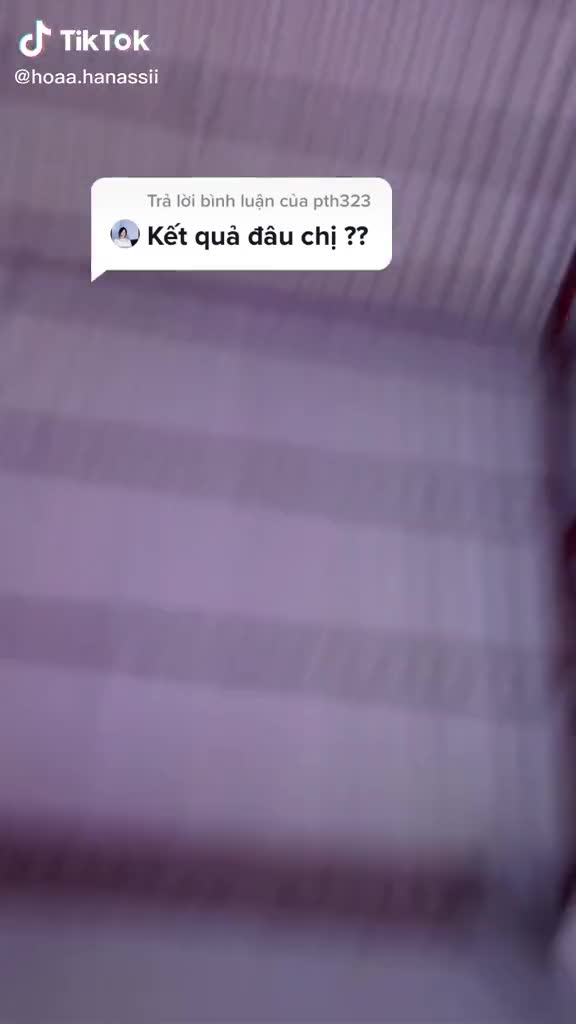 TikTok
@hoaa.hanassii
Trả lời bình luận của pth323
Kết quả đâu chị ??